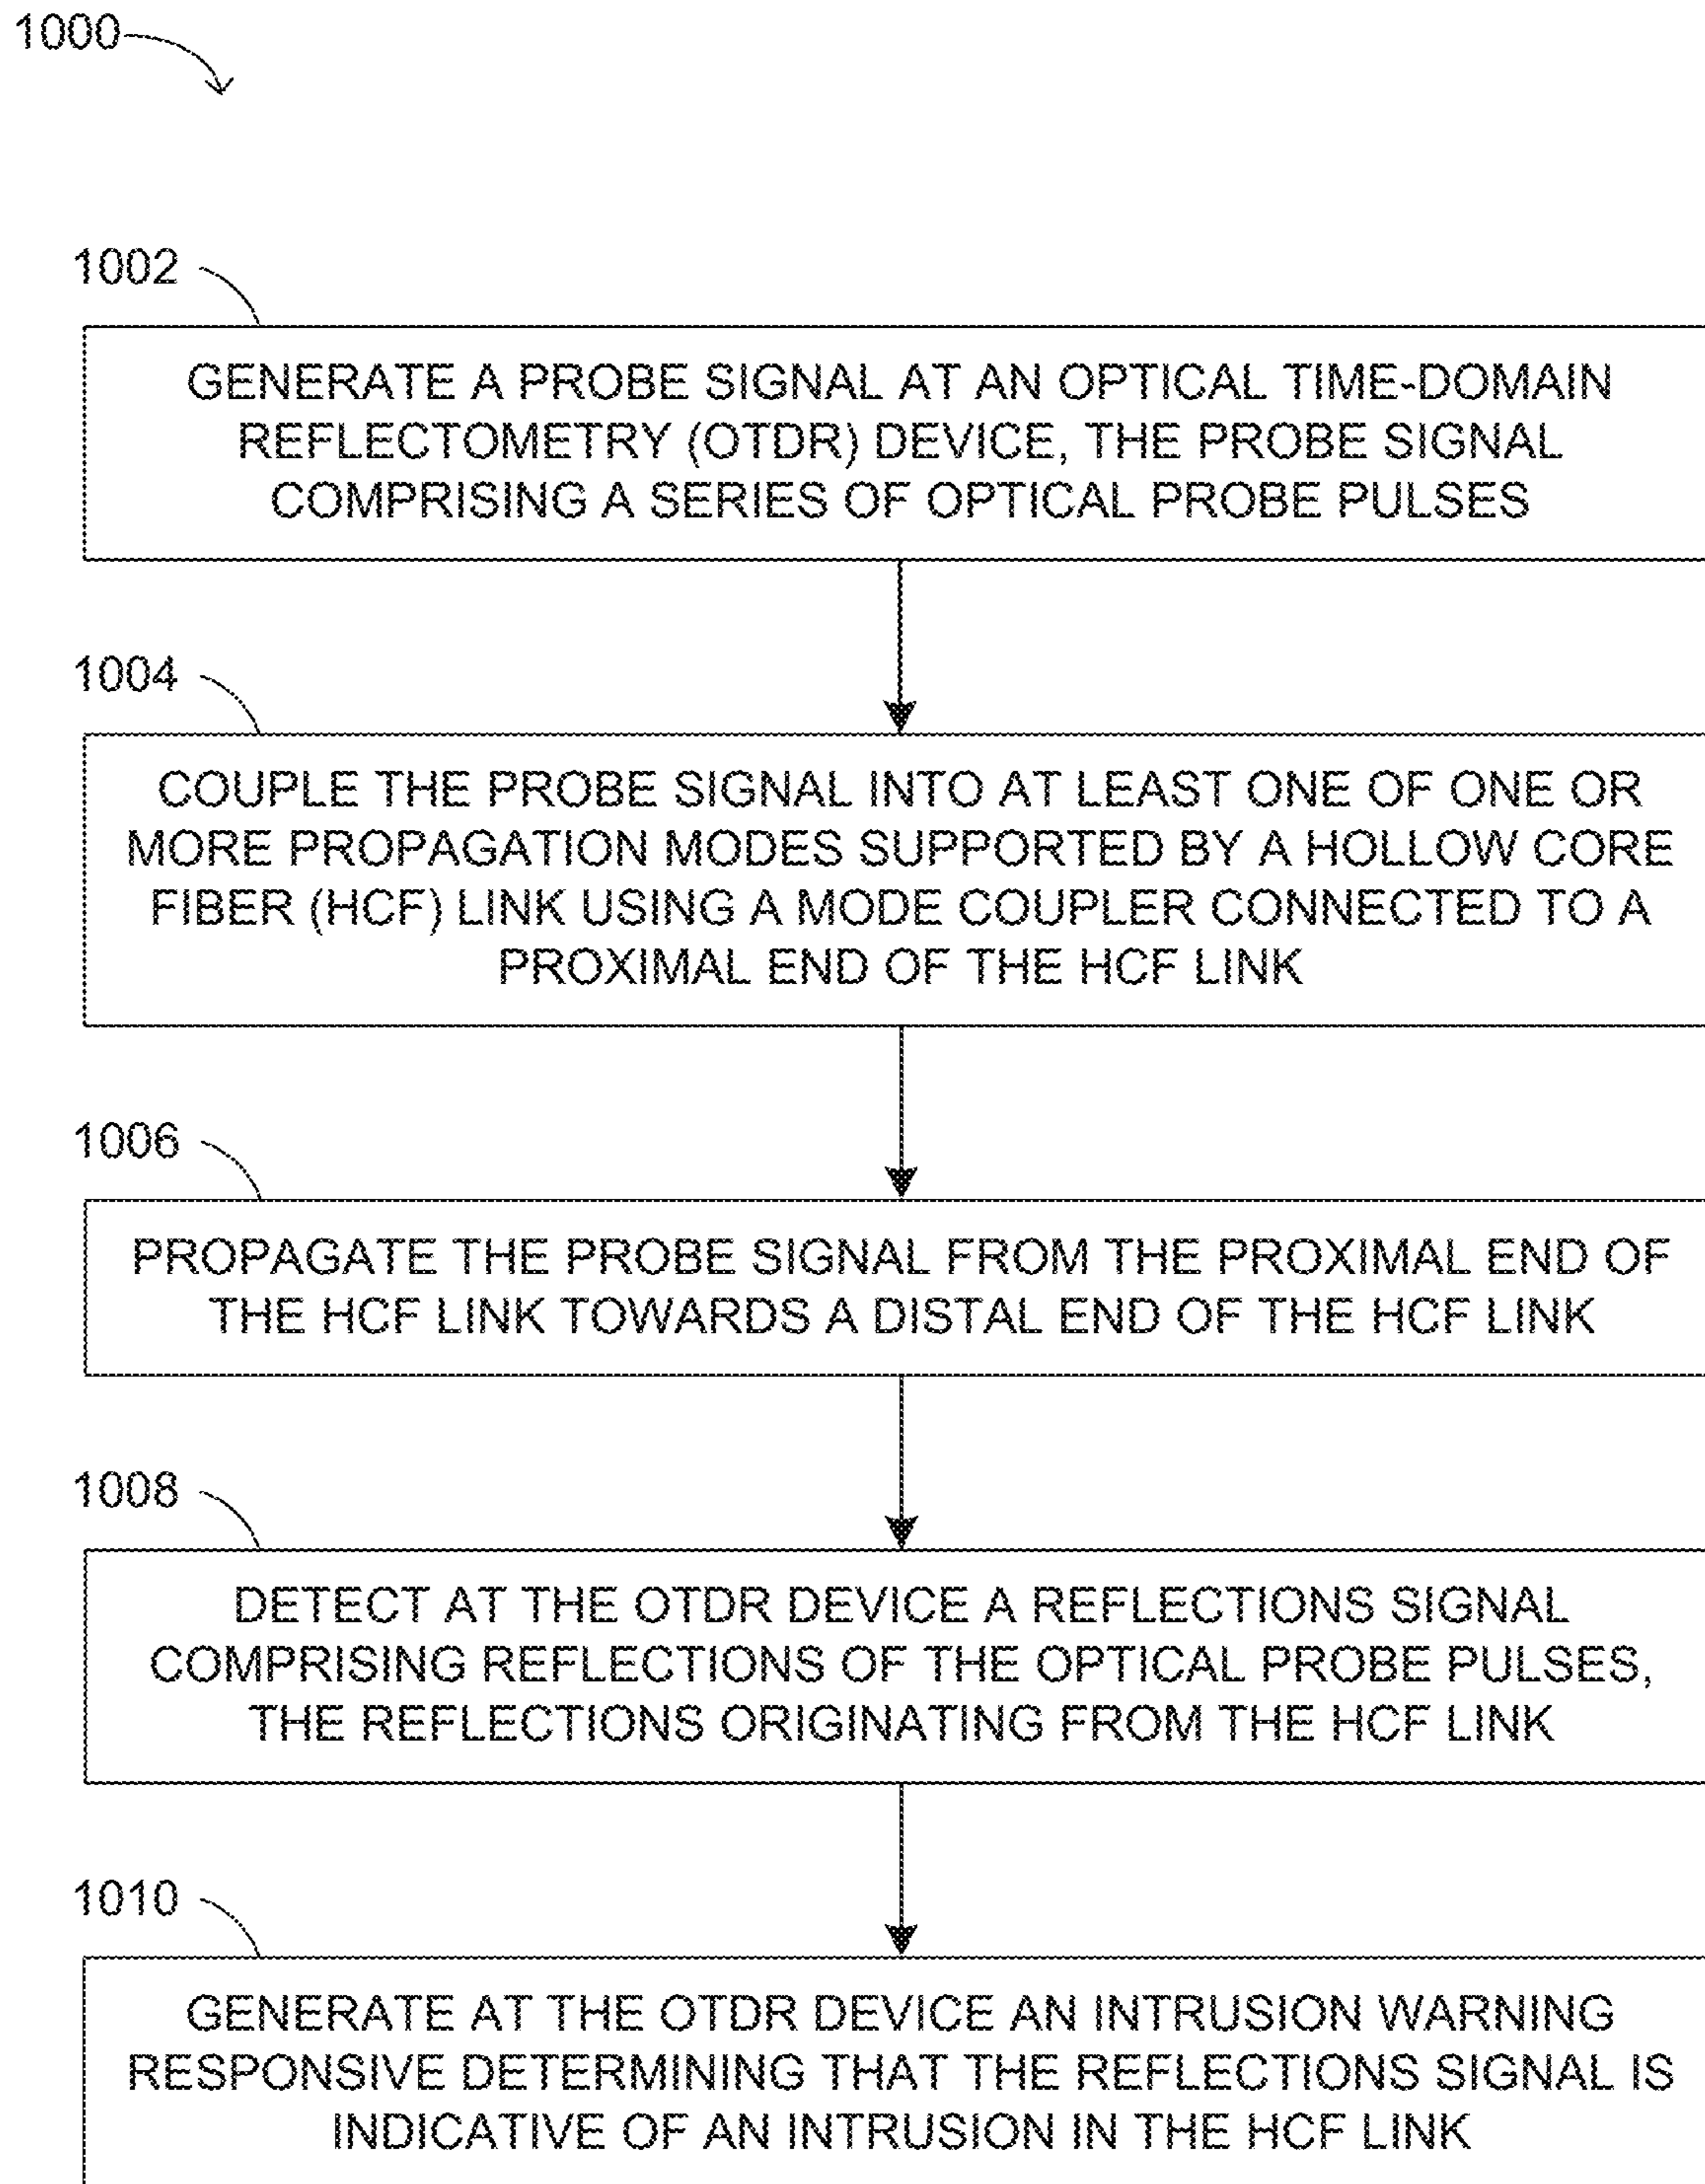 1000
1002
GENERATE A PROBE SIGNAL AT AN OPTICAL TIME-DOMAIN
REFLECTOMETRY (OTDR) DEVICE, THE PROBE SIGNAL
COMPRISING A SERIES OF OPTICAL PROBE PULSES
1004
COUPLE THE PROBE SIGNAL INTO AT LEAST ONE OF ONE OR
MORE PROPAGATION MODES SUPPORTED BY A HOLLOW CORE
FIBER (HCF) LINK USING A MODE COUPLER CONNECTED TO A
PROXIMAL END OF THE HCF LINK
1006
PROPAGATE THE PROBE SIGNAL FROM THE PROXIMAL END OF
THE HCF LINK TOWARDS A DISTAL END OF THE HCF LINK
1008
DETECT AT THE OTDR DEVICE A REFLECTIONS SIGNAL
COMPRISING REFLECTIONS OF THE OPTICAL PROBE PULSES,
THE REFLECTIONS ORIGINATING FROM THE HCF LINK
1010
GENERATE AT THE OTDR DEVICE AN INTRUSION WARNING
RESPONSIVE DETERMINING THAT THE REFLECTIONS SIGNAL IS
INDICATIVE OF AN INTRUSION IN THE HCF LINK